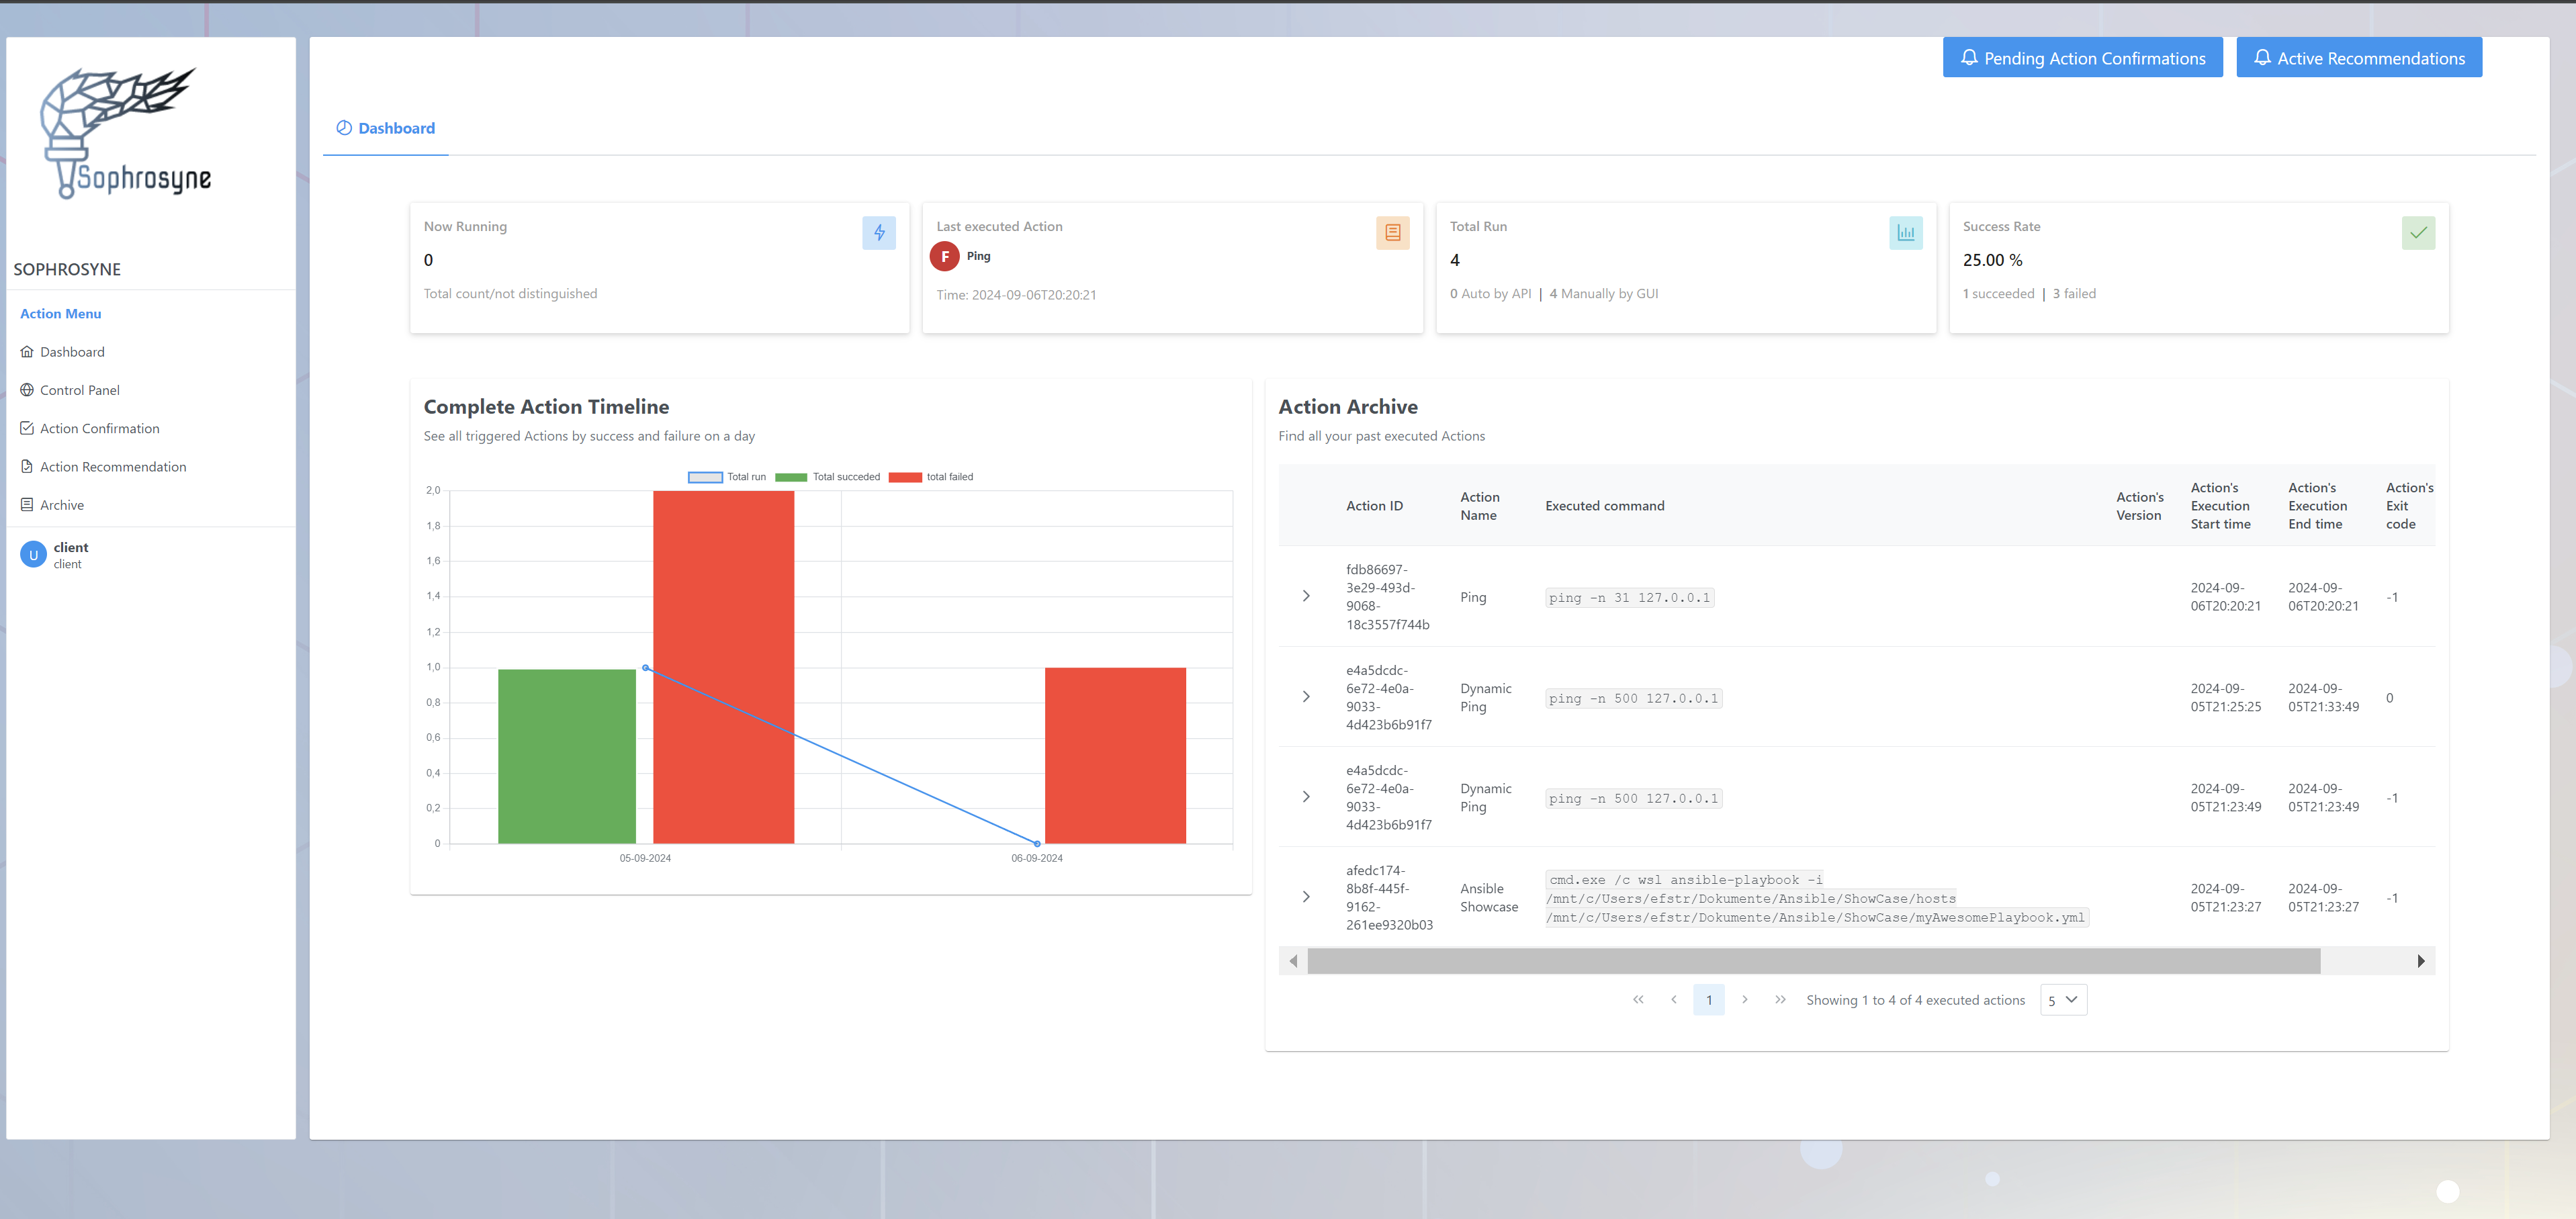 Sophrosyne
SOPHROSYNE
Action Menu
Dashboard
Control Panel
Action Confirmation
Action Recommendation
Archive
U
client
client
Pending Action Confirmations
Active Recommendations
Dashboard
Now Running
0
Total count/not distinguished
Last executed Action
F Ping
Time: 2024-09-06T20:20:21
Total Run
4
0 Auto by API | 4 Manually by GUI
Success Rate
25.00 %
1 succeeded | 3 failed
Complete Action Timeline
See all triggered Actions by success and failure on a day
Total run Total succeded total failed
2,0
1,8
1,6
1,4
1,2
1,0
0,8
0,6
0,4
0,2
0
05-09-2024 06-09-2024
Action Archive
Find all your past executed Actions
Action ID
Action
Name
Executed command
Action's
Version
Action's
Execution
Start time
Action's
Execution
End time
Action's
Exit
code
fdb86697-
3e29-493d-
9068-
18c3557f744b
Ping
ping -n 31 127.0.0.1
2024-09-
06T20:20:21
2024-09-
06T20:20:21
-1
e4a5dcdc-
6e72-4e0a-
9033-
4d423b6b91f7
Dynamic
Ping
ping -n 500 127.0.0.1
2024-09-
05T21:25:25
2024-09-
05T21:33:49
0
e4a5dcdc-
6e72-4e0a-
9033-
4d423b6b91f7
Dynamic
Ping
ping -n 500 127.0.0.1
2024-09-
05T21:23:49
2024-09-
05T21:23:49
-1
afedc174-
8b8f-445f-
9162-
261ee9320b03
Ansible
Showcase
cmd.exe /c wsl ansible-playbook -i
/mnt/c/Users/efstr/Dokumente/Ansible/ShowCase/hosts
/mnt/c/Users/efstr/Dokumente/Ansible/ShowCase/myAwesomePlaybook.yml
2024-09-
05T21:23:27
2024-09-
05T21:23:27
-1
1
Showing 1 to 4 of 4 executed actions
5